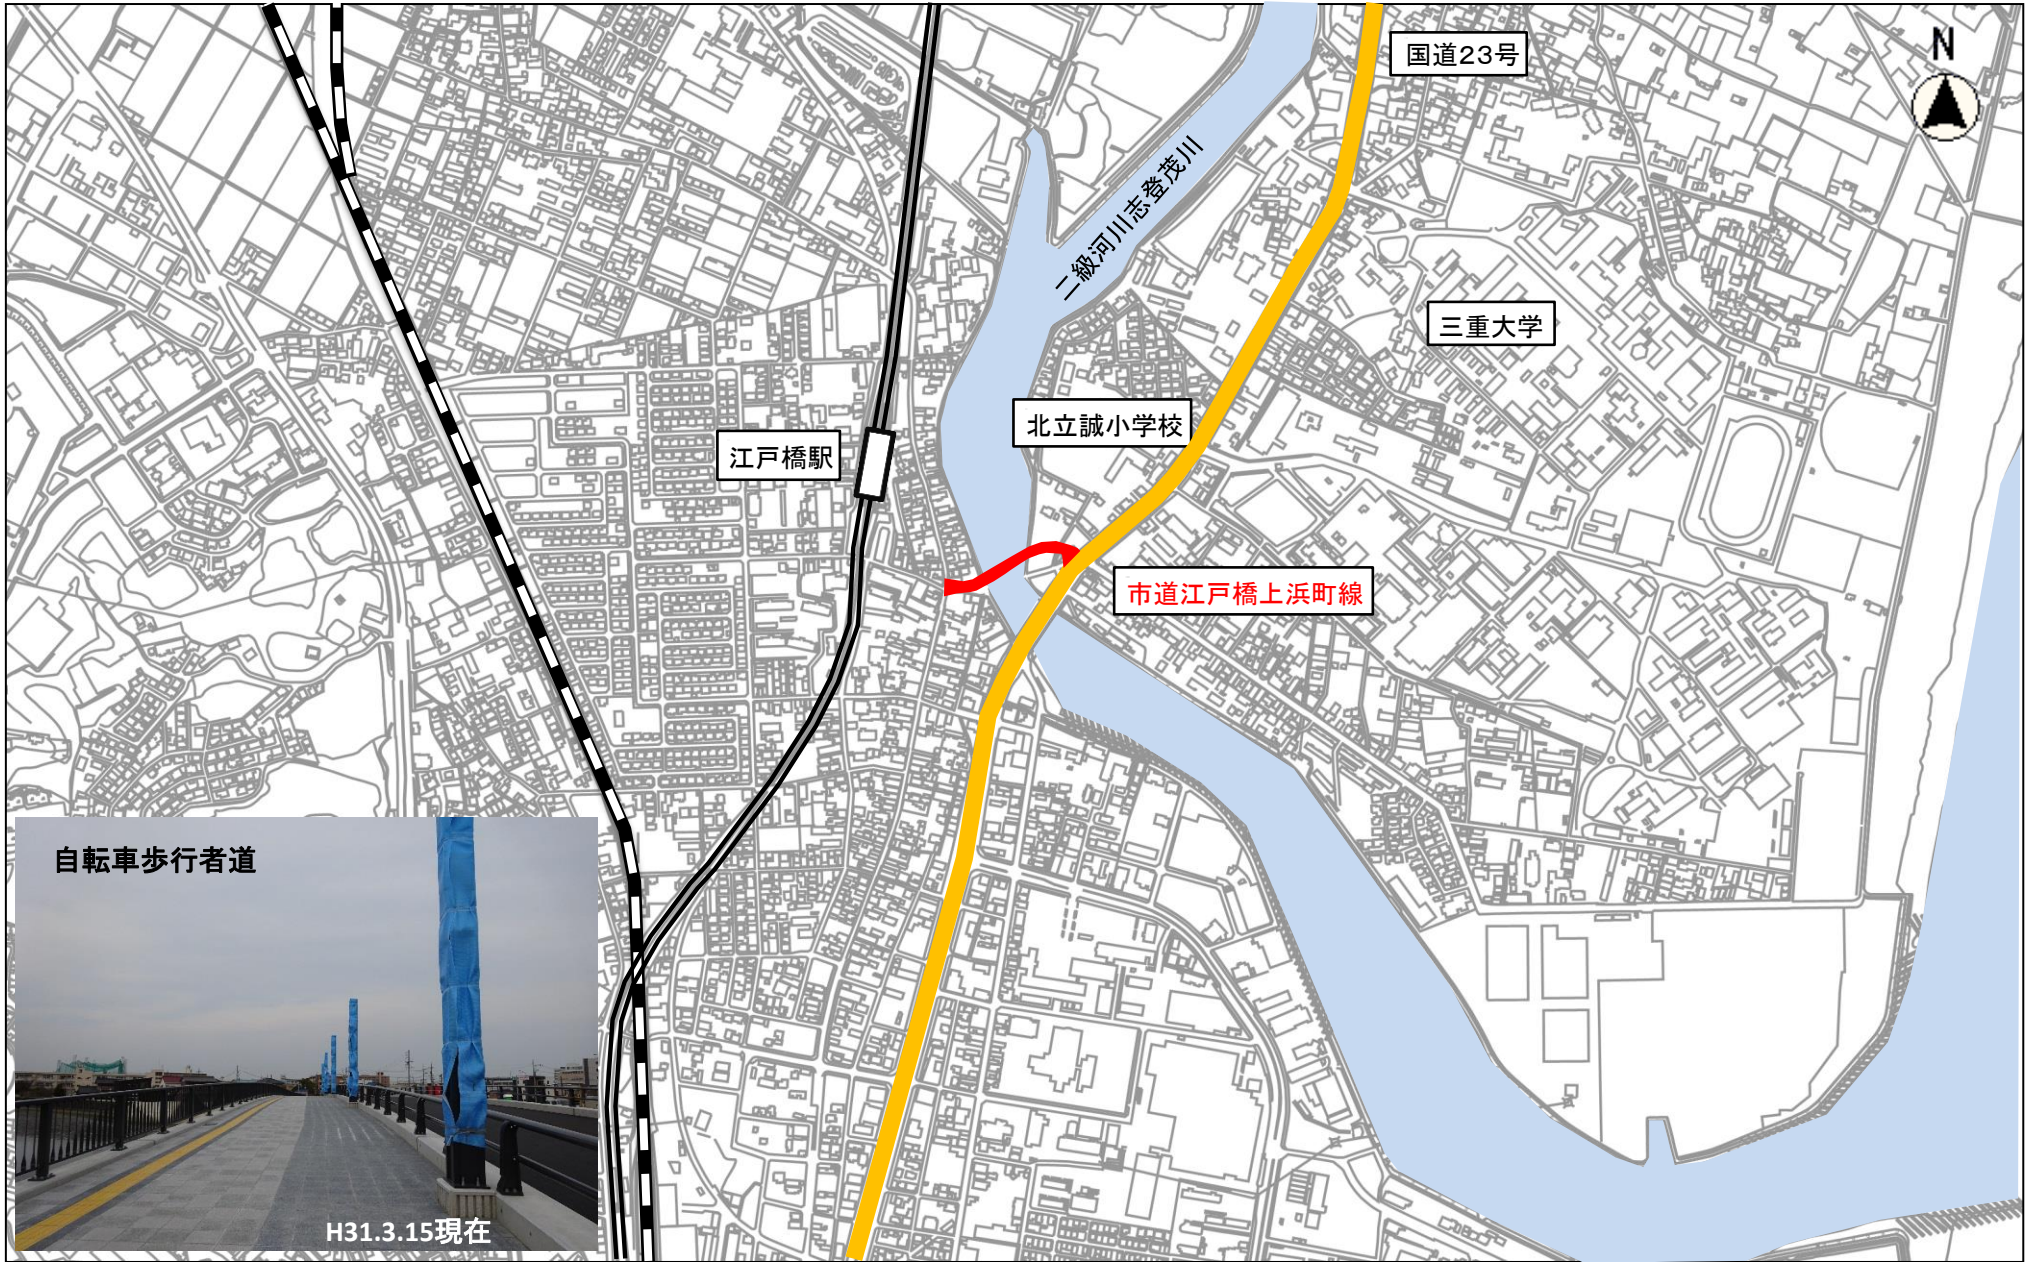 国道23号
N
二級河川志登茂川
三重大学
北立誠小学校
江戸橋駅
市道江戸橋上浜町線
自転車歩行者道
H31.3.15現在